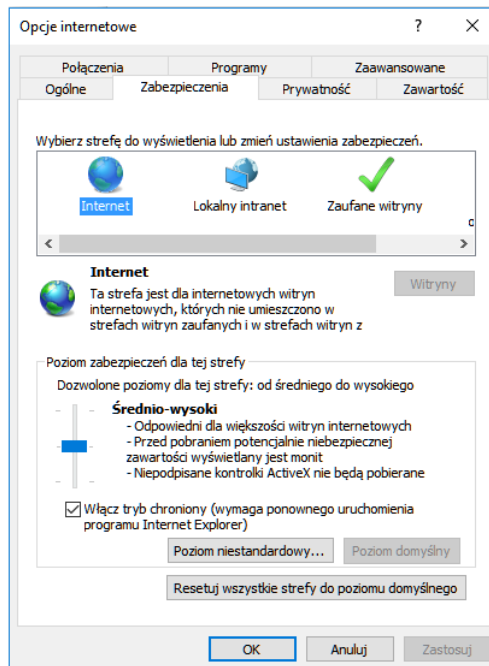 Opcje internetowe
Połączenia Programy Zaawansowane
Ogólne Zabezpieczenia Prywatność Zawartość
Wybierz strefę do wyświetlenia lub zmień ustawienia zabezpieczeń.
Internet Lokalny intranet Zaufane witryny
Internet
Witryny
Ta strefa jest dla internetowych witryn
internetowych, których nie umieszczono w
strefach witryn zaufanych i w strefach witryn z
Poziom zabezpieczeń dla tej strefy
Dozwolone poziomy dla tej strefy: od średniego do wysokiego
Średnio-wysoki
- Odpowiedni dla większości witryn internetowych
- Przed pobraniem potencjalnie niebezpiecznej
zawartości wyświetlany jest monit
- Niepodpisane kontrolki ActiveX nie będą pobierane
Włącz tryb chroniony (wymaga ponownego uruchomienia
programu Internet Explorer)
Poziom niestandardowy... Poziom domyślny
Resetuj wszystkie strefy do poziomu domyślnego
OK Anuluj Zastosuj